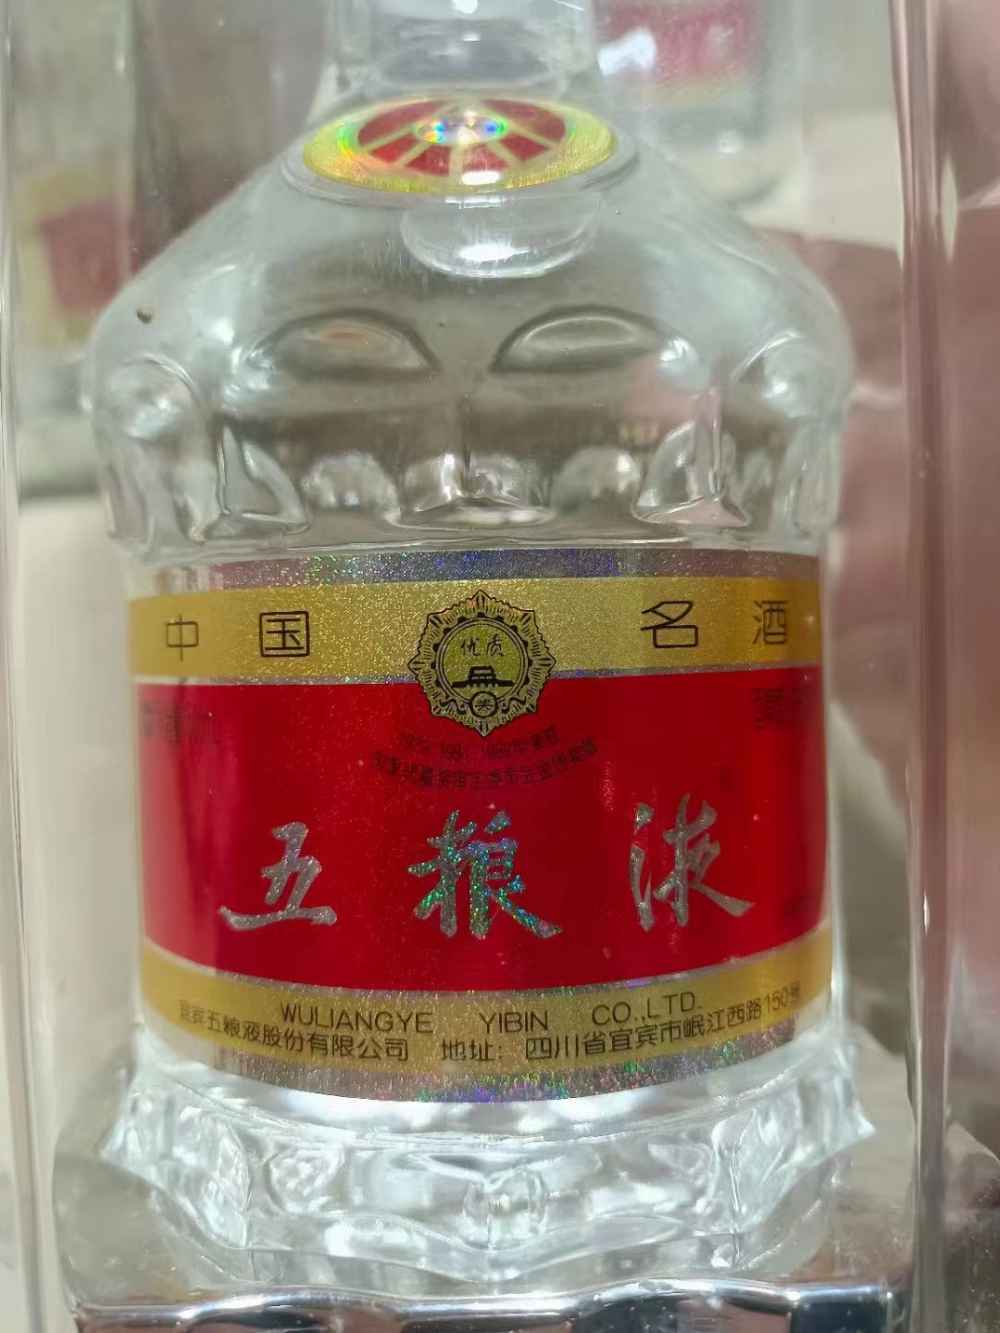 中国 名酒
优质
奖
五粮液
WULIANGYE YIBIN CO.,LTD.
宜宾五粮液股份有限公司 地址：四川省宜宾市岷江西路150号